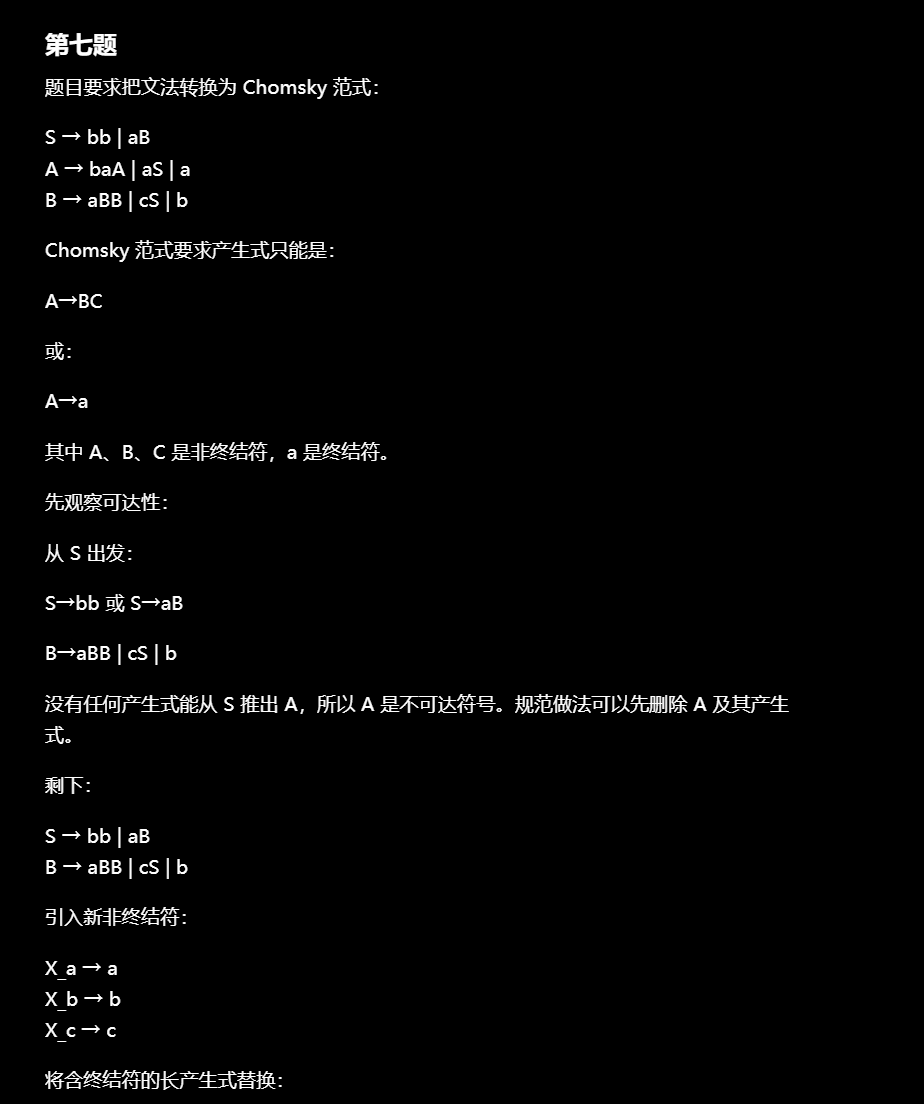 第七题
题目要求把文法转换为 Chomsky 范式：
S → bb | aB
A → baA | aS | a
B → aBB | cS | b
Chomsky 范式要求产生式只能是：
A→BC
或：
A→a
其中 A、B、C 是非终结符，a 是终结符。
先观察可达性：
从 S 出发：
S→bb 或 S→aB
B→aBB | cS | b
没有任何产生式能从 S 推出 A，所以 A 是不可达符号。规范做法可以先删除 A 及其产生
式。
剩下：
S → bb | aB
B → aBB | cS | b
引入新非终结符：
X_a → a
X_b → b
X_c → c
将含终结符的长产生式替换：